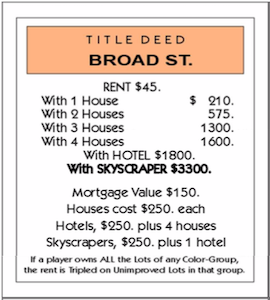 TITLE DEED
BROAD ST.
RENT $45.
With 1 House $ 210.
With 2 Houses 575.
With 3 Houses 1300.
With 4 Houses 1600.
With HOTEL $1800.
With SKYSCRAPER $3300.
Mortgage Value $150.
Houses cost $250. each
Hotels, $250. plus 4 houses
Skyscrapers, $250. plus 1 hotel
If a player owns ALL the Lots of any Color-Group,
the rent is Tripled on Unimproved Lots in that group.